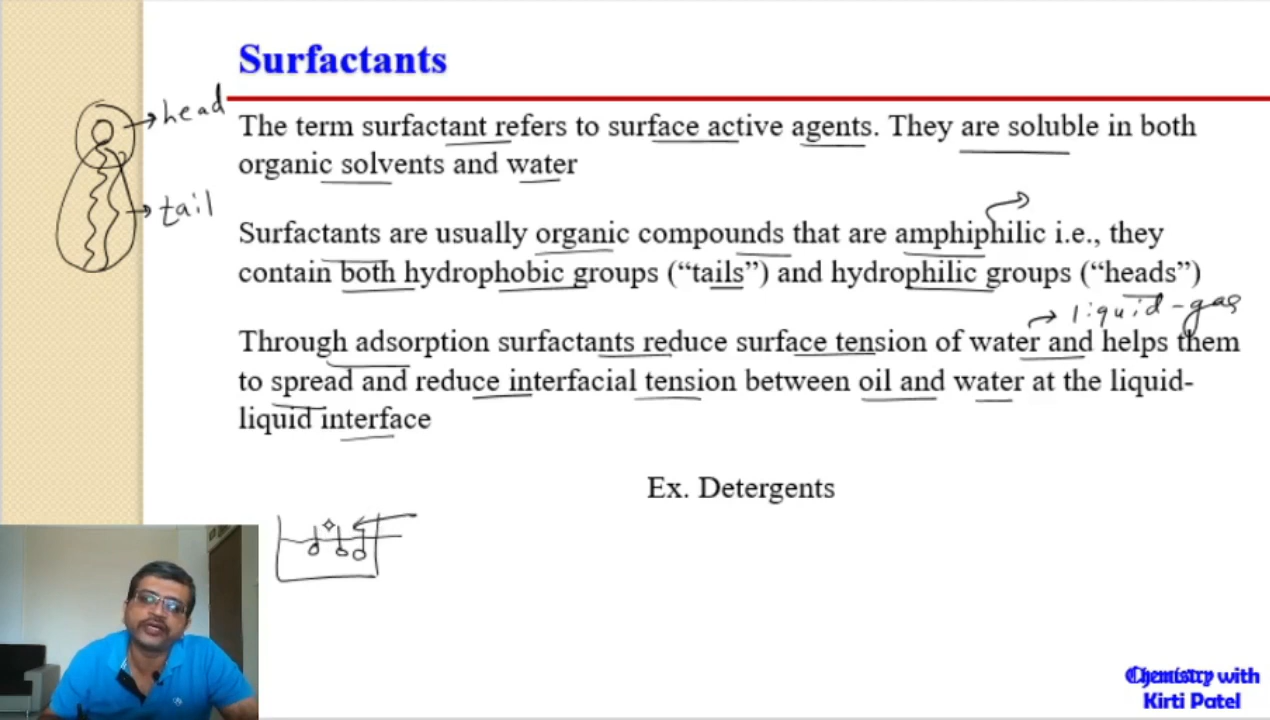 Surfactants
head
The term surfactant refers to surface active agents. They are soluble in both
organic solvents and water
tail
Surfactants are usually organic compounds that are amphiphilic i.e., they
contain both hydrophobic groups (“tails”) and hydrophilic groups (“heads”)
liquid-gas
Through adsorption surfactants reduce surface tension of water and helps them
to spread and reduce interfacial tension between oil and water at the liquid-
liquid interface
Ex. Detergents
Chemistry with
Kirti Patel